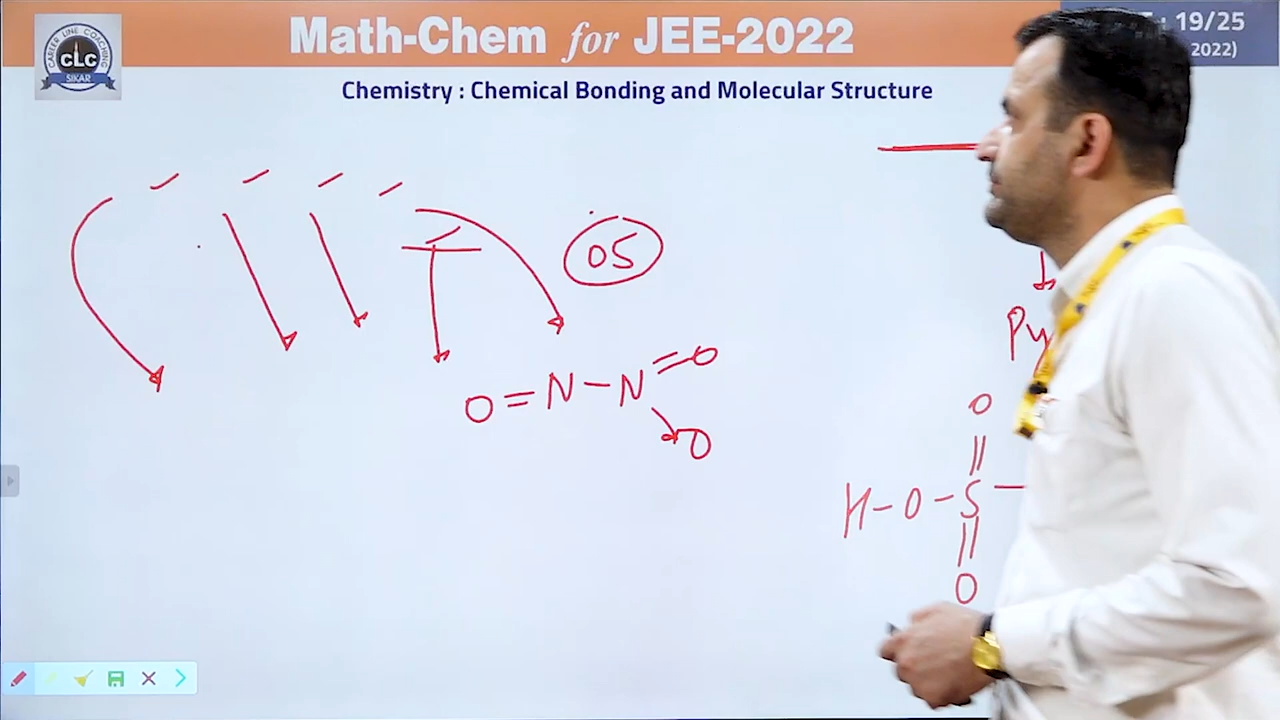 Math-Chem for JEE-2022
: 19/25
2022)
CAREER LINE COACHING
CLC
SIKAR
Chemistry : Chemical Bonding and Molecular Structure
05
O=N-N=O
O
Py
O
H-O-S-
O